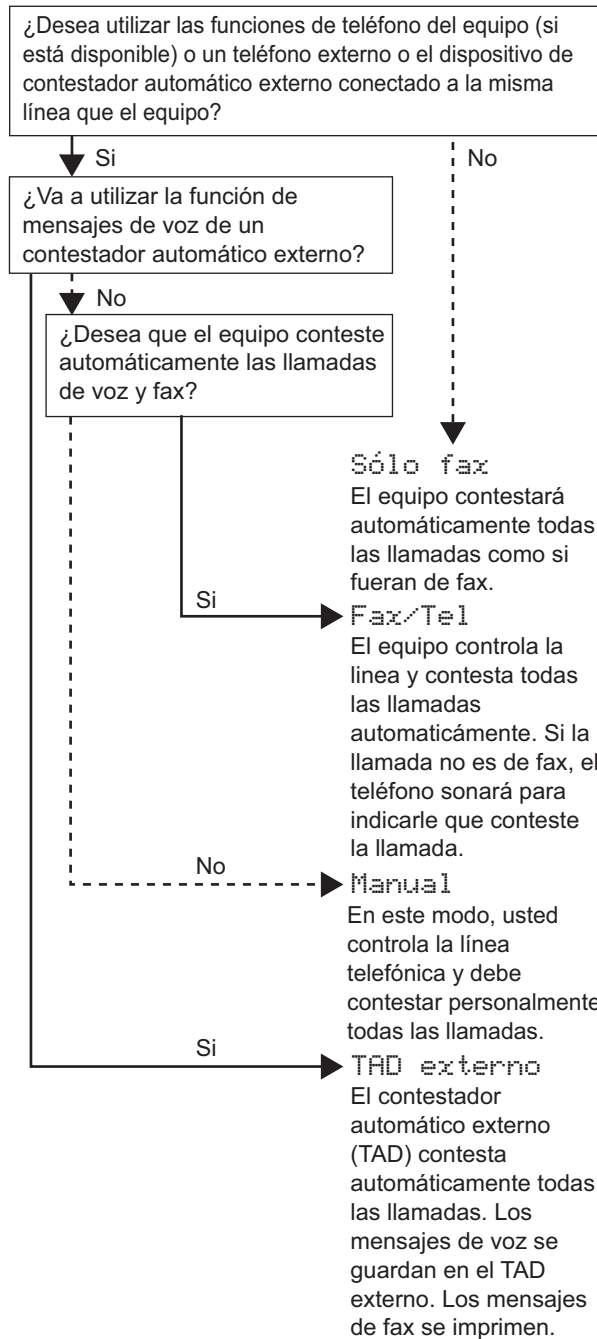 ¿Desea utilizar las funciones de teléfono del equipo (si
está disponible) o un teléfono externo o el dispositivo de
contestador automático externo conectado a la misma
línea que el equipo?
Si
No
¿Va a utilizar la función de
mensajes de voz de un
contestador automático externo?
No
¿Desea que el equipo conteste
automáticamente las llamadas
de voz y fax?
Sólo fax
El equipo contestará
automáticamente todas
las llamadas como si
fueran de fax.
Si
Fax/Tel
El equipo controla la
linea y contesta todas
las llamadas
automaticámente. Si la
llamada no es de fax, el
teléfono sonará para
indicarle que conteste
la llamada.
No
Manual
En este modo, usted
controla la línea
telefónica y debe
contestar personalmente
todas las llamadas.
Si
TAD externo
El contestador
automático externo
(TAD) contesta
automáticamente todas
las llamadas. Los
mensajes de voz se
guardan en el TAD
externo. Los mensajes
de fax se imprimen.